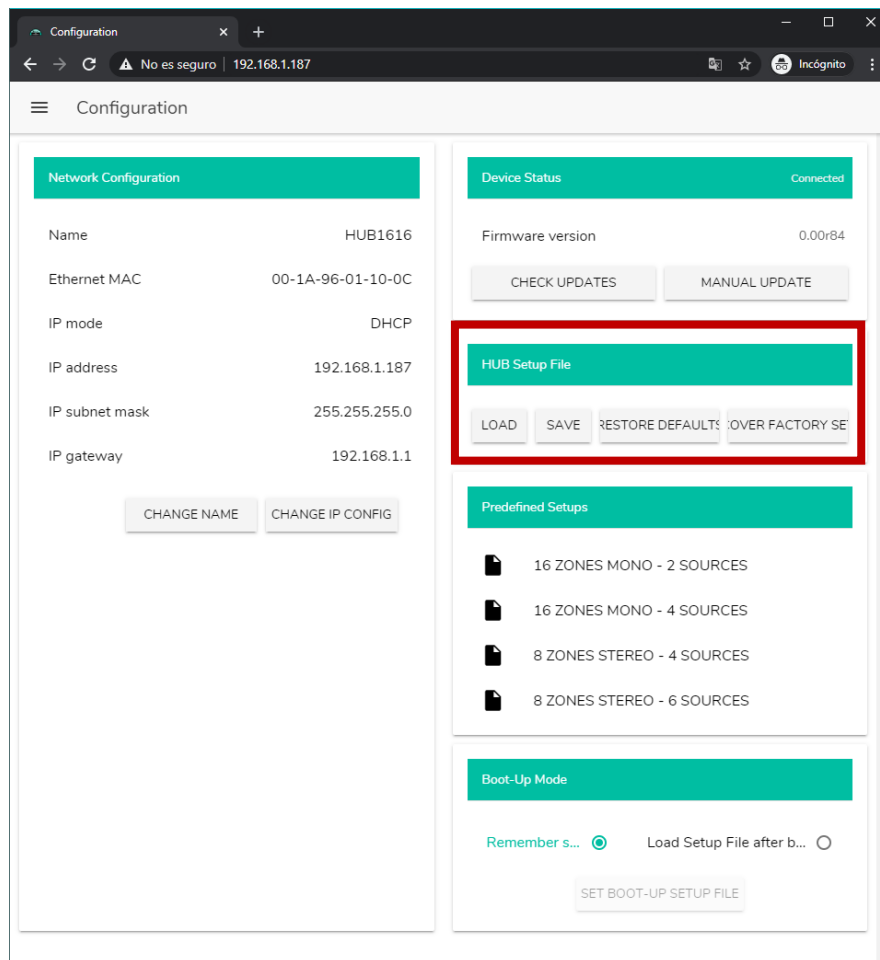 Configuration
No es seguro | 192.168.1.187
Incógnito
Configuration
Network Configuration
Name HUB1616
Ethernet MAC 00-1A-96-01-10-0C
IP mode DHCP
IP address 192.168.1.187
IP subnet mask 255.255.255.0
IP gateway 192.168.1.1
CHANGE NAME CHANGE IP CONFIG
Device Status Connected
Firmware version 0.00r84
CHECK UPDATES MANUAL UPDATE
HUB Setup File
LOAD SAVE RESTORE DEFAULTS COVER FACTORY SE
Predefined Setups
16 ZONES MONO - 2 SOURCES
16 ZONES MONO - 4 SOURCES
8 ZONES STEREO - 4 SOURCES
8 ZONES STEREO - 6 SOURCES
Boot-Up Mode
Remember s... Load Setup File after b...
SET BOOT-UP SETUP FILE